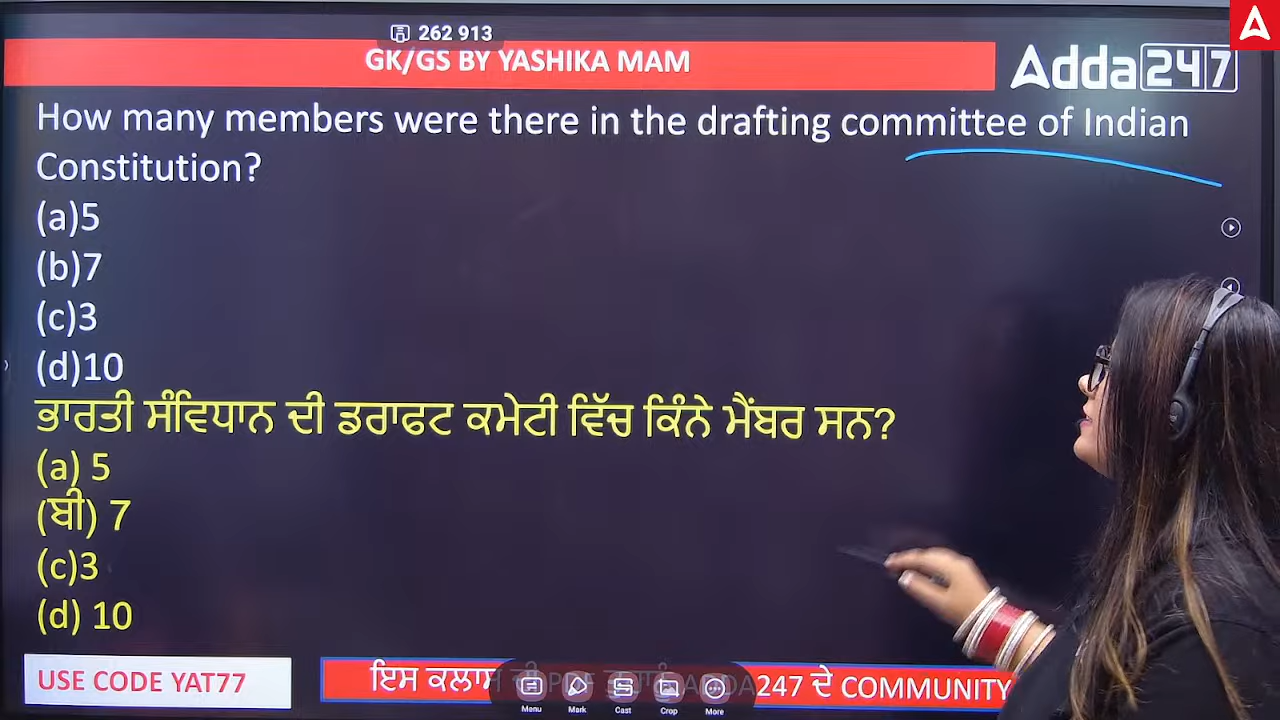 262 913
GK/GS BY YASHIKA MAM
Adda247
How many members were there in the drafting committee of Indian
Constitution?
(a)5
(b)7
(c)3
(d)10
ਭਾਰਤੀ ਸੰਵਿਧਾਨ ਦੀ ਡਰਾਫਟ ਕਮੇਟੀ ਵਿੱਚ ਕਿੰਨੇ ਮੈਂਬਰ ਸਨ?
(a) 5
(ਬੀ) 7
(c)3
(d) 10
USE CODE YAT77
ਇਸ ਕਲਾਸ ਦੀ PDF ਤੁਹਾਨੂੰ ADDA 247 ਦੇ COMMUNITY
Menu Mark Cast Crop More